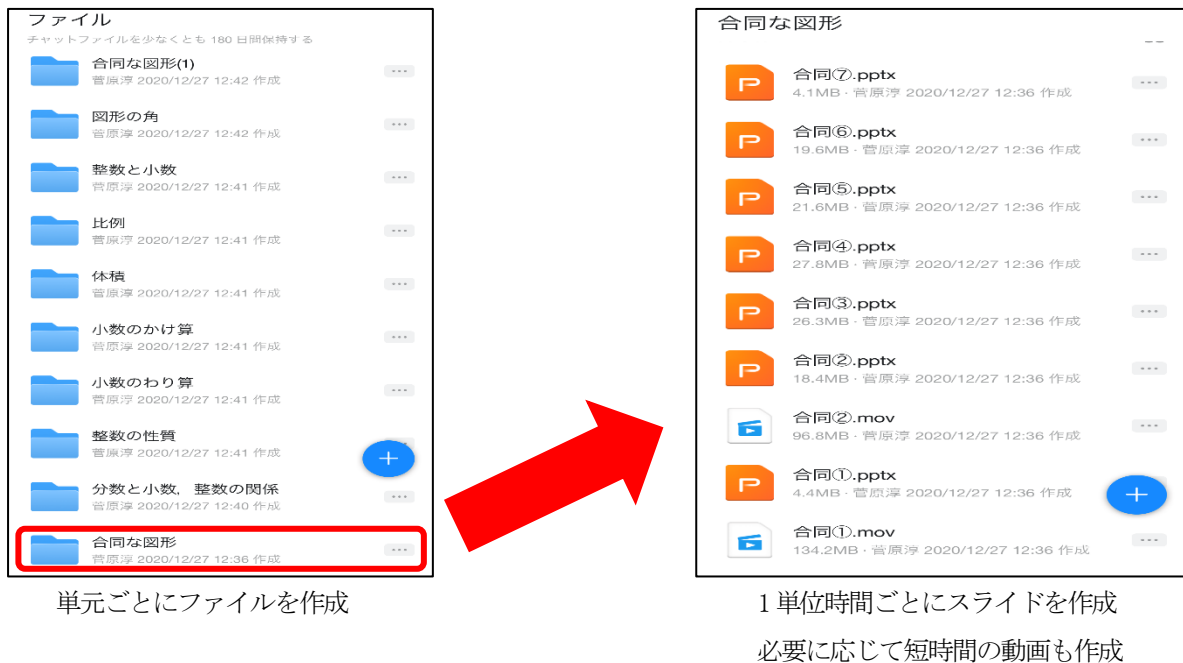 ファイル
チャットファイルを少なくとも 180 日間保持する
合同な図形(1)
菅原淳 2020/12/27 12:42 作成
図形の角
菅原淳 2020/12/27 12:42 作成
整数と小数
菅原淳 2020/12/27 12:41 作成
比例
菅原淳 2020/12/27 12:41 作成
体積
菅原淳 2020/12/27 12:41 作成
小数のかけ算
菅原淳 2020/12/27 12:41 作成
小数のわり算
菅原淳 2020/12/27 12:41 作成
整数の性質
菅原淳 2020/12/27 12:41 作成
分数と小数，整数の関係
菅原淳 2020/12/27 12:40 作成
合同な図形
菅原淳 2020/12/27 12:36 作成
単元ごとにファイルを作成
合同な図形
合同⑦.pptx
4.1MB · 菅原淳 2020/12/27 12:36 作成
合同⑥.pptx
19.6MB · 菅原淳 2020/12/27 12:36 作成
合同⑤.pptx
21.6MB · 菅原淳 2020/12/27 12:36 作成
合同④.pptx
27.8MB · 菅原淳 2020/12/27 12:36 作成
合同③.pptx
26.3MB · 菅原淳 2020/12/27 12:36 作成
合同②.pptx
18.4MB · 菅原淳 2020/12/27 12:36 作成
合同②.mov
96.8MB · 菅原淳 2020/12/27 12:36 作成
合同①.pptx
4.4MB · 菅原淳 2020/12/27 12:36 作成
合同①.mov
134.2MB · 菅原淳 2020/12/27 12:36 作成
1 単位時間ごとにスライドを作成
必要に応じて短時間の動画も作成